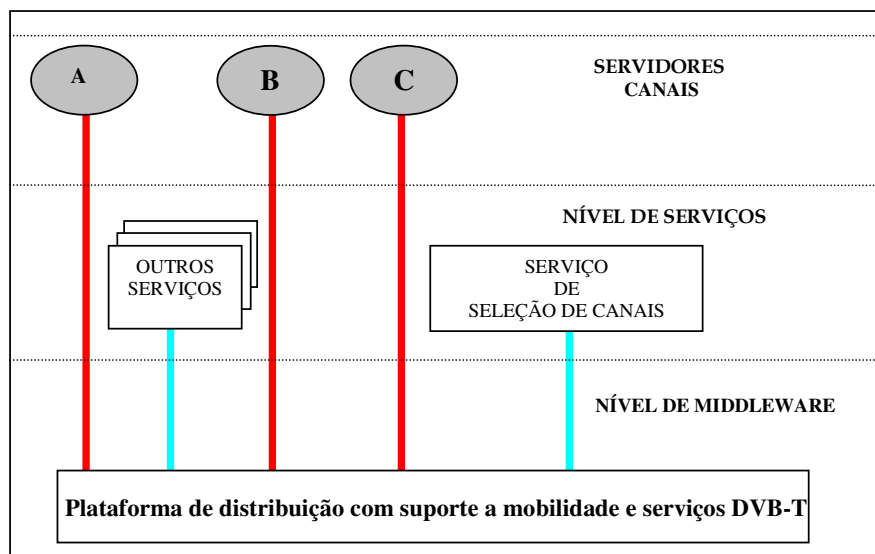 A
B
C
SERVIDORES
CANAIS
NÍVEL DE SERVIÇOS
OUTROS
SERVIÇOS
SERVIÇO
DE
SELEÇÃO DE CANAIS
NÍVEL DE MIDDLEWARE
Plataforma de distribuição com suporte a mobilidade e serviços DVB-T